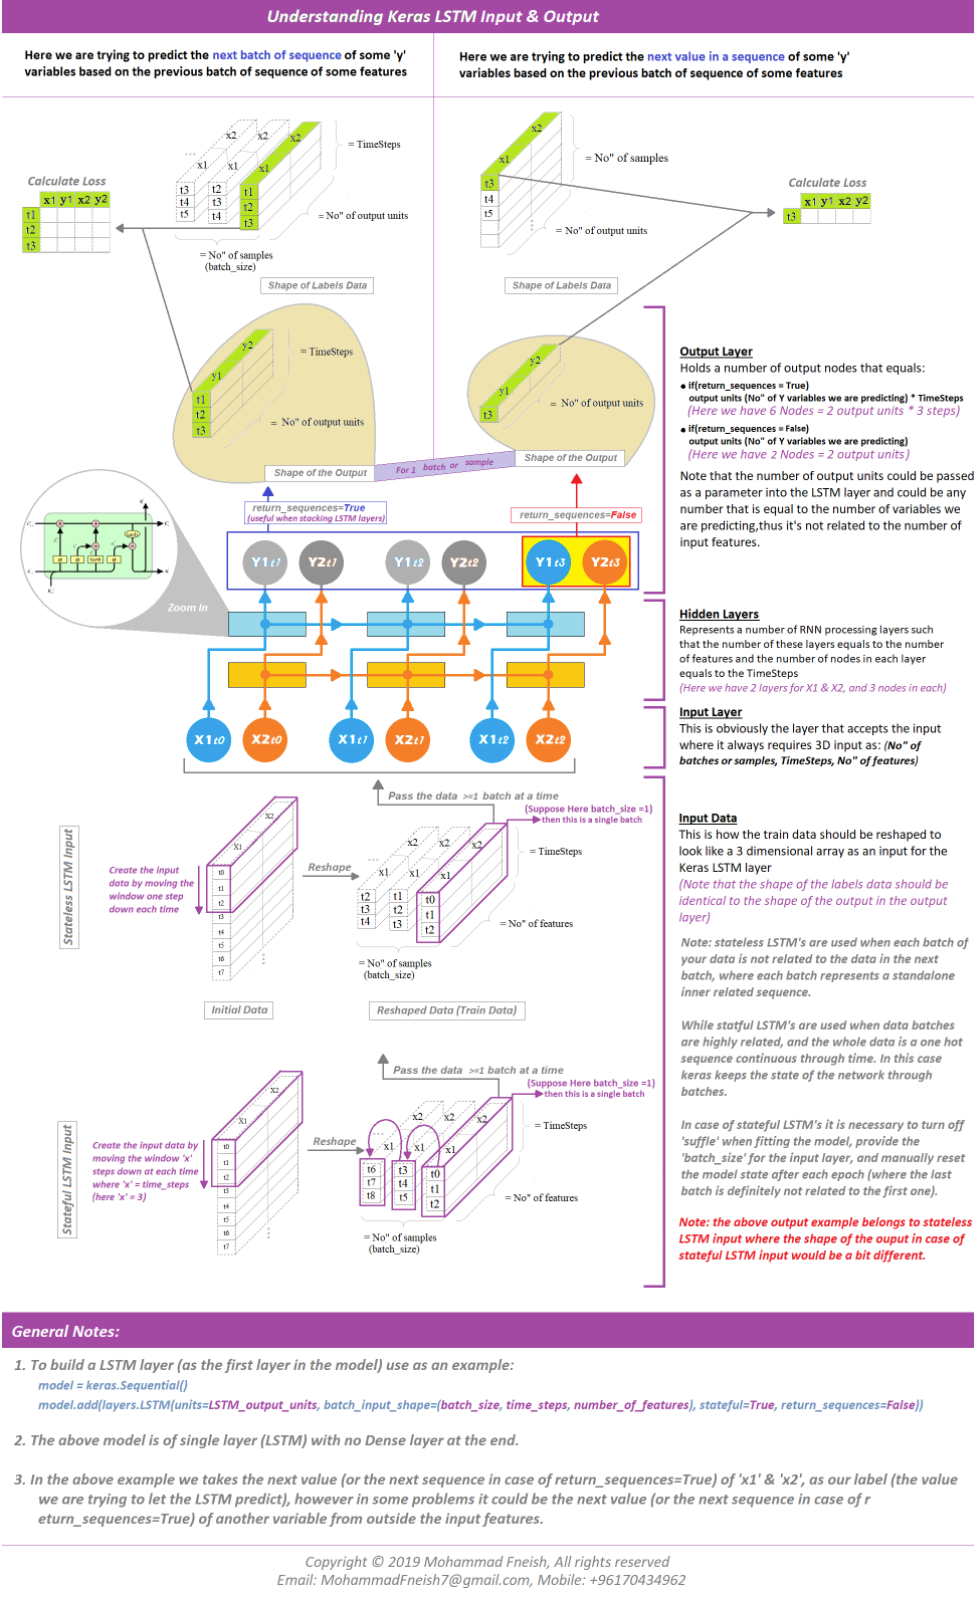 Understanding Keras LSTM Input & Output
Here we are trying to predict the next batch of sequence of some 'y'
variables based on the previous batch of sequence of some features
Here we are trying to predict the next value in a sequence of some 'y'
variables based on the previous batch of sequence of some features
Calculate Loss
x1 y1 x2 y2
t1
t2
t3
x2 x2 x2
... x1 x1 x1
t3 t2 t1
t4 t3 t2
t5 t4 t3
= TimeSteps
= No" of output units
= No" of samples
(batch_size)
Shape of Labels Data
x2
x1
t3
t4
t5
= No" of samples
= No" of output units
Shape of Labels Data
Calculate Loss
x1 y1 x2 y2
t3
y2
y1
t1
t2
t3
= TimeSteps
= No" of output units
Shape of the Output
For 1 batch or sample
y2
y1
t3
= No" of output units
Shape of the Output
return_sequences=True
(useful when stacking LSTM layers)
return_sequences=False
Y1t1 Y2t1 Y1t2 Y2t2 Y1t3 Y2t3
Zoom In
X1t0 X2t0 X1t1 X2t1 X1t2 X2t2
Output Layer
Holds a number of output nodes that equals:
• if(return_sequences = True)
output units (No" of Y variables we are predicting) * TimeSteps
(Here we have 6 Nodes = 2 output units * 3 steps)
• if(return_sequences = False)
output units (No" of Y variables we are predicting)
(Here we have 2 Nodes = 2 output units)
Note that the number of output units could be passed
as a parameter into the LSTM layer and could be any
number that is equal to the number of variables we
are predicting,thus it's not related to the number of
input features.
Hidden Layers
Represents a number of RNN processing layers such
that the number of these layers equals to the number
of features and the number of nodes in each layer
equals to the TimeSteps
(Here we have 2 layers for X1 & X2, and 3 nodes in each)
Input Layer
This is obviously the layer that accepts the input
where it always requires 3D input as: (No" of
batches or samples, TimeSteps, No" of features)
Pass the data >=1 batch at a time
(Suppose Here batch_size =1)
then this is a single batch
Stateless LSTM Input
Create the input
data by moving the
window one step
down each time
X2
X1
t0
t1
t2
t3
t4
t5
t6
t7
Reshape
x2 x2 x2
... x1 x1 x1
t2 t1 t0
t3 t2 t1
t4 t3 t2
= TimeSteps
= No" of features
= No" of samples
(batch_size)
Initial Data
Reshaped Data (Train Data)
Input Data
This is how the train data should be reshaped to
look like a 3 dimensional array as an input for the
Keras LSTM layer
(Note that the shape of the labels data should be
identical to the shape of the output in the output
layer)
Note: stateless LSTM's are used when each batch of
your data is not related to the data in the next
batch, where each batch represents a standalone
inner related sequence.
While statful LSTM's are used when data batches
are highly related, and the whole data is a one hot
sequence continuous through time. In this case
keras keeps the state of the network through
batches.
In case of stateful LSTM's it is necessary to turn off
'suffle' when fitting the model, provide the
'batch_size' for the input layer, and manually reset
the model state after each epoch (where the last
batch is definitely not related to the first one).
Note: the above output example belongs to stateless
LSTM input where the shape of the ouput in case of
stateful LSTM input would be a bit different.
Pass the data >=1 batch at a time
(Suppose Here batch_size =1)
then this is a single batch
Stateful LSTM Input
Create the input data by
moving the window 'x'
steps down at each time
where 'x' = time_steps
(here 'x' = 3)
X2
X1
t0
t1
t2
t3
t4
t5
t6
t7
Reshape
x2 x2 x2
x1 x1 x1
t6 t3 t0
t7 t4 t1
t8 t5 t2
= TimeSteps
= No" of features
= No" of samples
(batch_size)
General Notes:
1. To build a LSTM layer (as the first layer in the model) use as an example:
model = keras.Sequential()
model.add(layers.LSTM(units=LSTM_output_units, batch_input_shape=(batch_size, time_steps, number_of_features), stateful=True, return_sequences=False))
2. The above model is of single layer (LSTM) with no Dense layer at the end.
3. In the above example we takes the next value (or the next sequence in case of return_sequences=True) of 'x1' & 'x2', as our label (the value
we are trying to let the LSTM predict), however in some problems it could be the next value (or the next sequence in case of r
eturn_sequences=True) of another variable from outside the input features.
Copyright © 2019 Mohammad Fneish, All rights reserved
Email: MohammadFneish7@gmail.com, Mobile: +96170434962